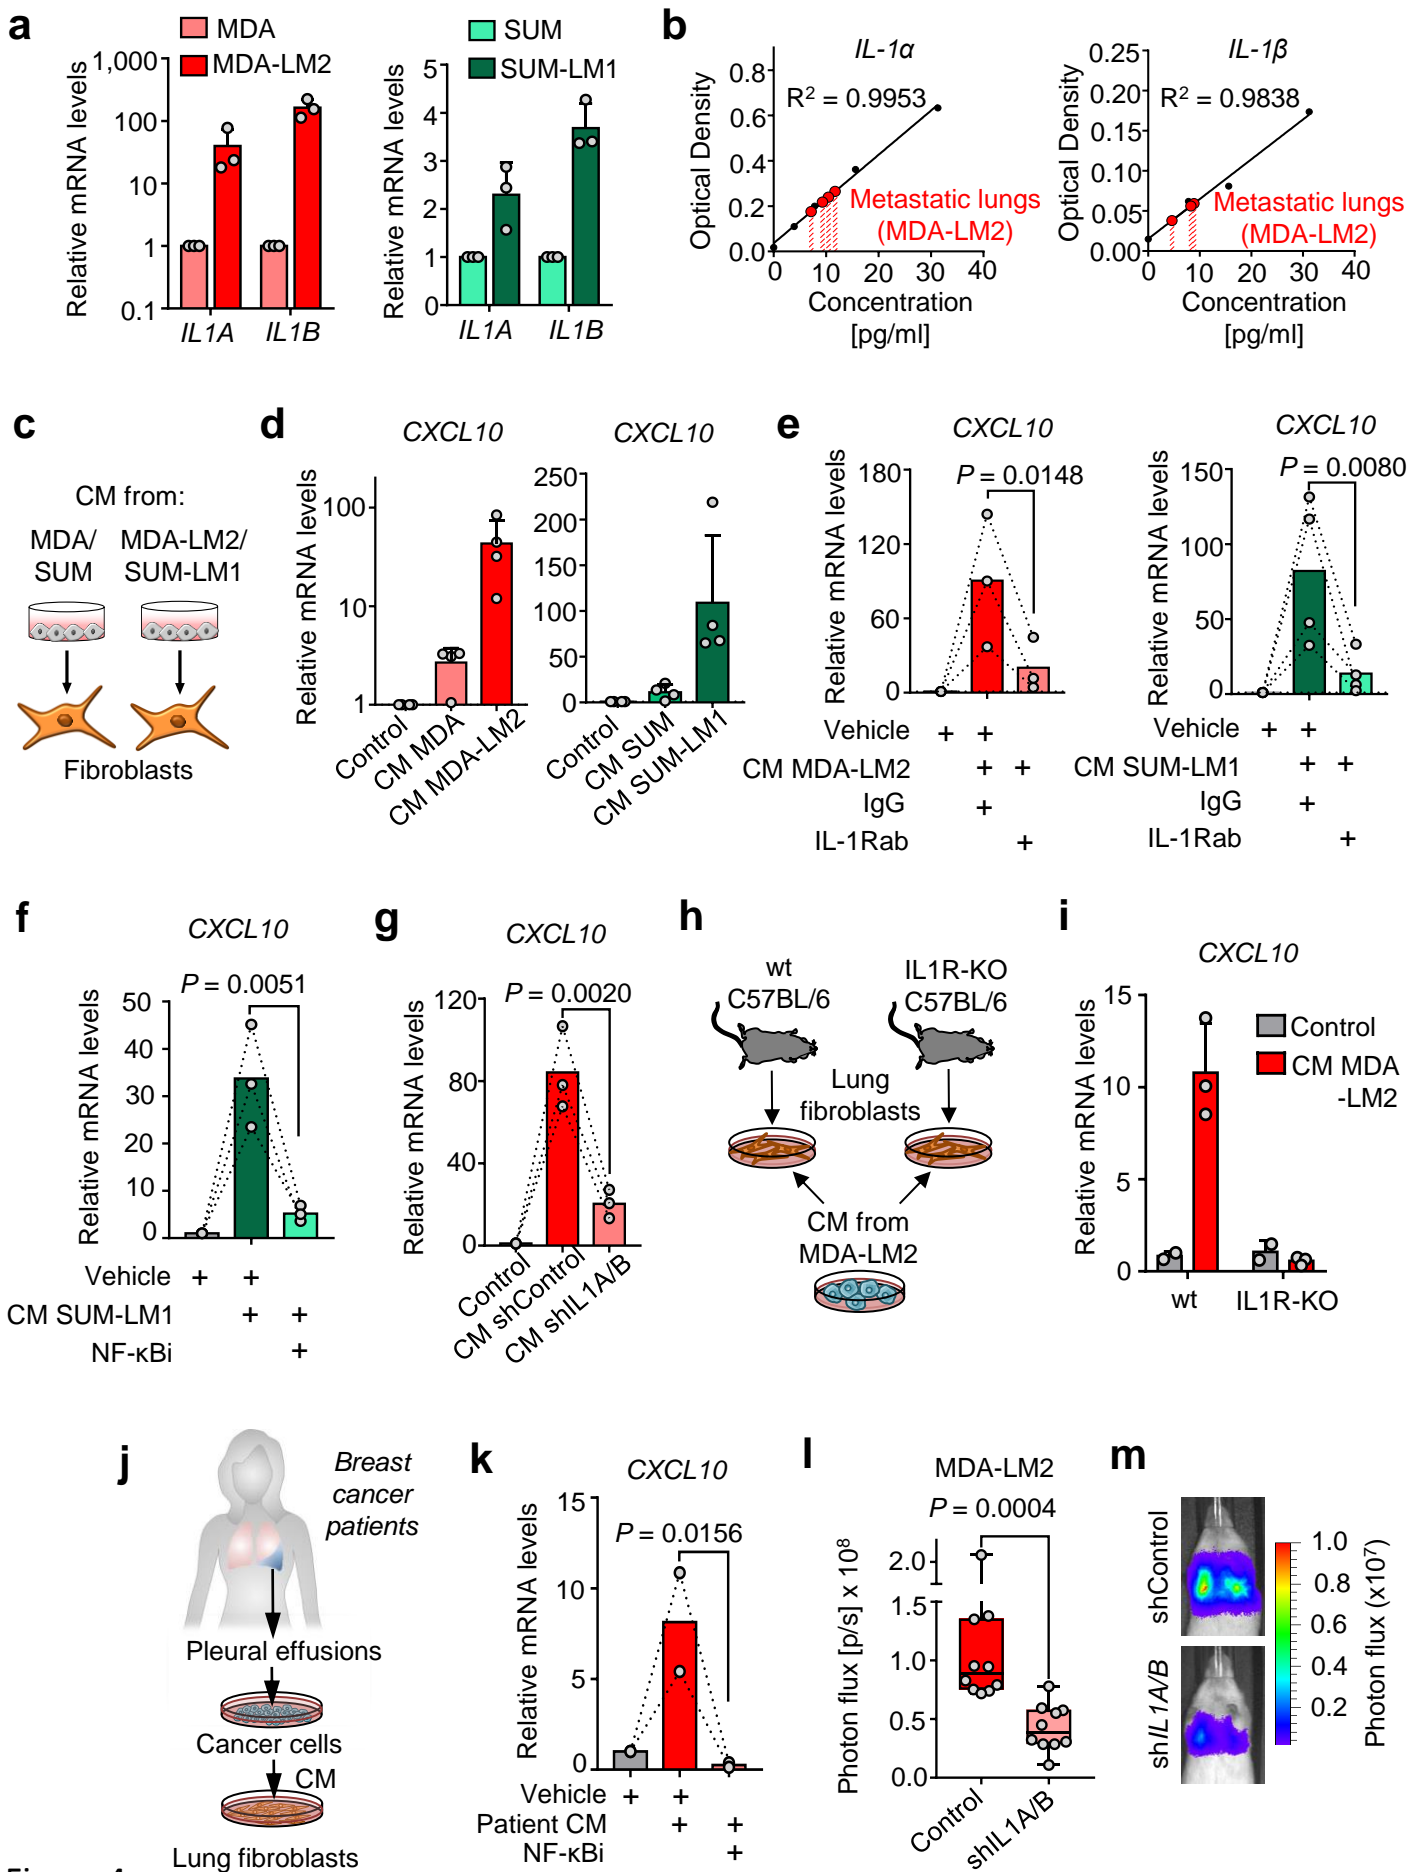 a
MDA
MDA-LM2
Relative mRNA levels
1,000
100
10
1
0.1
IL1A IL1B
SUM
SUM-LM1
Relative mRNA levels
5
4
3
2
1
0
IL1A IL1B
b
IL-1α
R² = 0.9953
Optical Density
0.8
0.6
0.4
0.2
0.0
Metastatic lungs
(MDA-LM2)
0 10 20 30 40
Concentration
[pg/ml]
IL-1β
R² = 0.9838
Optical Density
0.25
0.20
0.15
0.10
0.05
0.00
Metastatic lungs
(MDA-LM2)
0 10 20 30 40
Concentration
[pg/ml]
c
CM from:
MDA/ MDA-LM2/
SUM SUM-LM1
Fibroblasts
d
CXCL10
Relative mRNA levels
100
10
1
Control
CM MDA
CM MDA-LM2
CXCL10
250
200
150
100
50
0
Control
CM SUM
CM SUM-LM1
e
CXCL10
P = 0.0148
Relative mRNA levels
180
120
60
0
Vehicle + +
CM MDA-LM2 + +
IgG +
IL-1Rab +
CXCL10
P = 0.0080
Relative mRNA levels
150
100
50
0
Vehicle + +
CM SUM-LM1 + +
IgG +
IL-1Rab +
f
CXCL10
P = 0.0051
Relative mRNA levels
50
40
30
20
10
0
Vehicle + +
CM SUM-LM1 + +
NF-κBi +
g
CXCL10
P = 0.0020
Relative mRNA levels
120
80
40
0
Control
CM shControl
CM shIL1A/B
h
wt IL1R-KO
C57BL/6 C57BL/6
Lung
fibroblasts
CM from
MDA-LM2
i
CXCL10
Relative mRNA levels
15
10
5
0
Control
CM MDA
-LM2
wt IL1R-KO
j
Breast
cancer
patients
Pleural effusions
Cancer cells
CM
Lung fibroblasts
k
CXCL10
P = 0.0156
Relative mRNA levels
15
10
5
0
Vehicle + +
Patient CM + +
NF-κBi +
l
MDA-LM2
P = 0.0004
Photon flux [p/s] x 10⁸
2.0
1.5
1.0
0.5
0.0
Control
shIL1A/B
m
shControl
shIL1A/B
1.0
0.8
0.6
0.4
0.2
Photon flux (x10⁷)